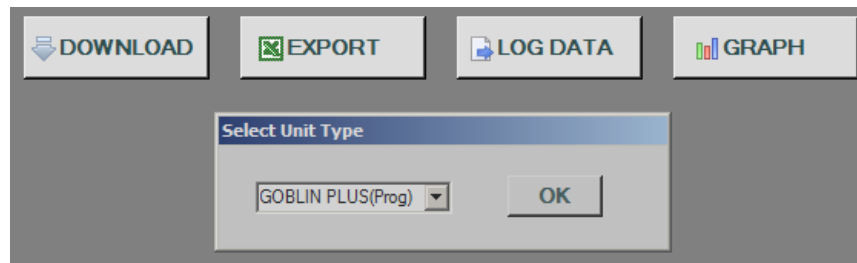 DOWNLOAD EXPORT LOG DATA GRAPH
Select Unit Type
GOBLIN PLUS(Prog) OK